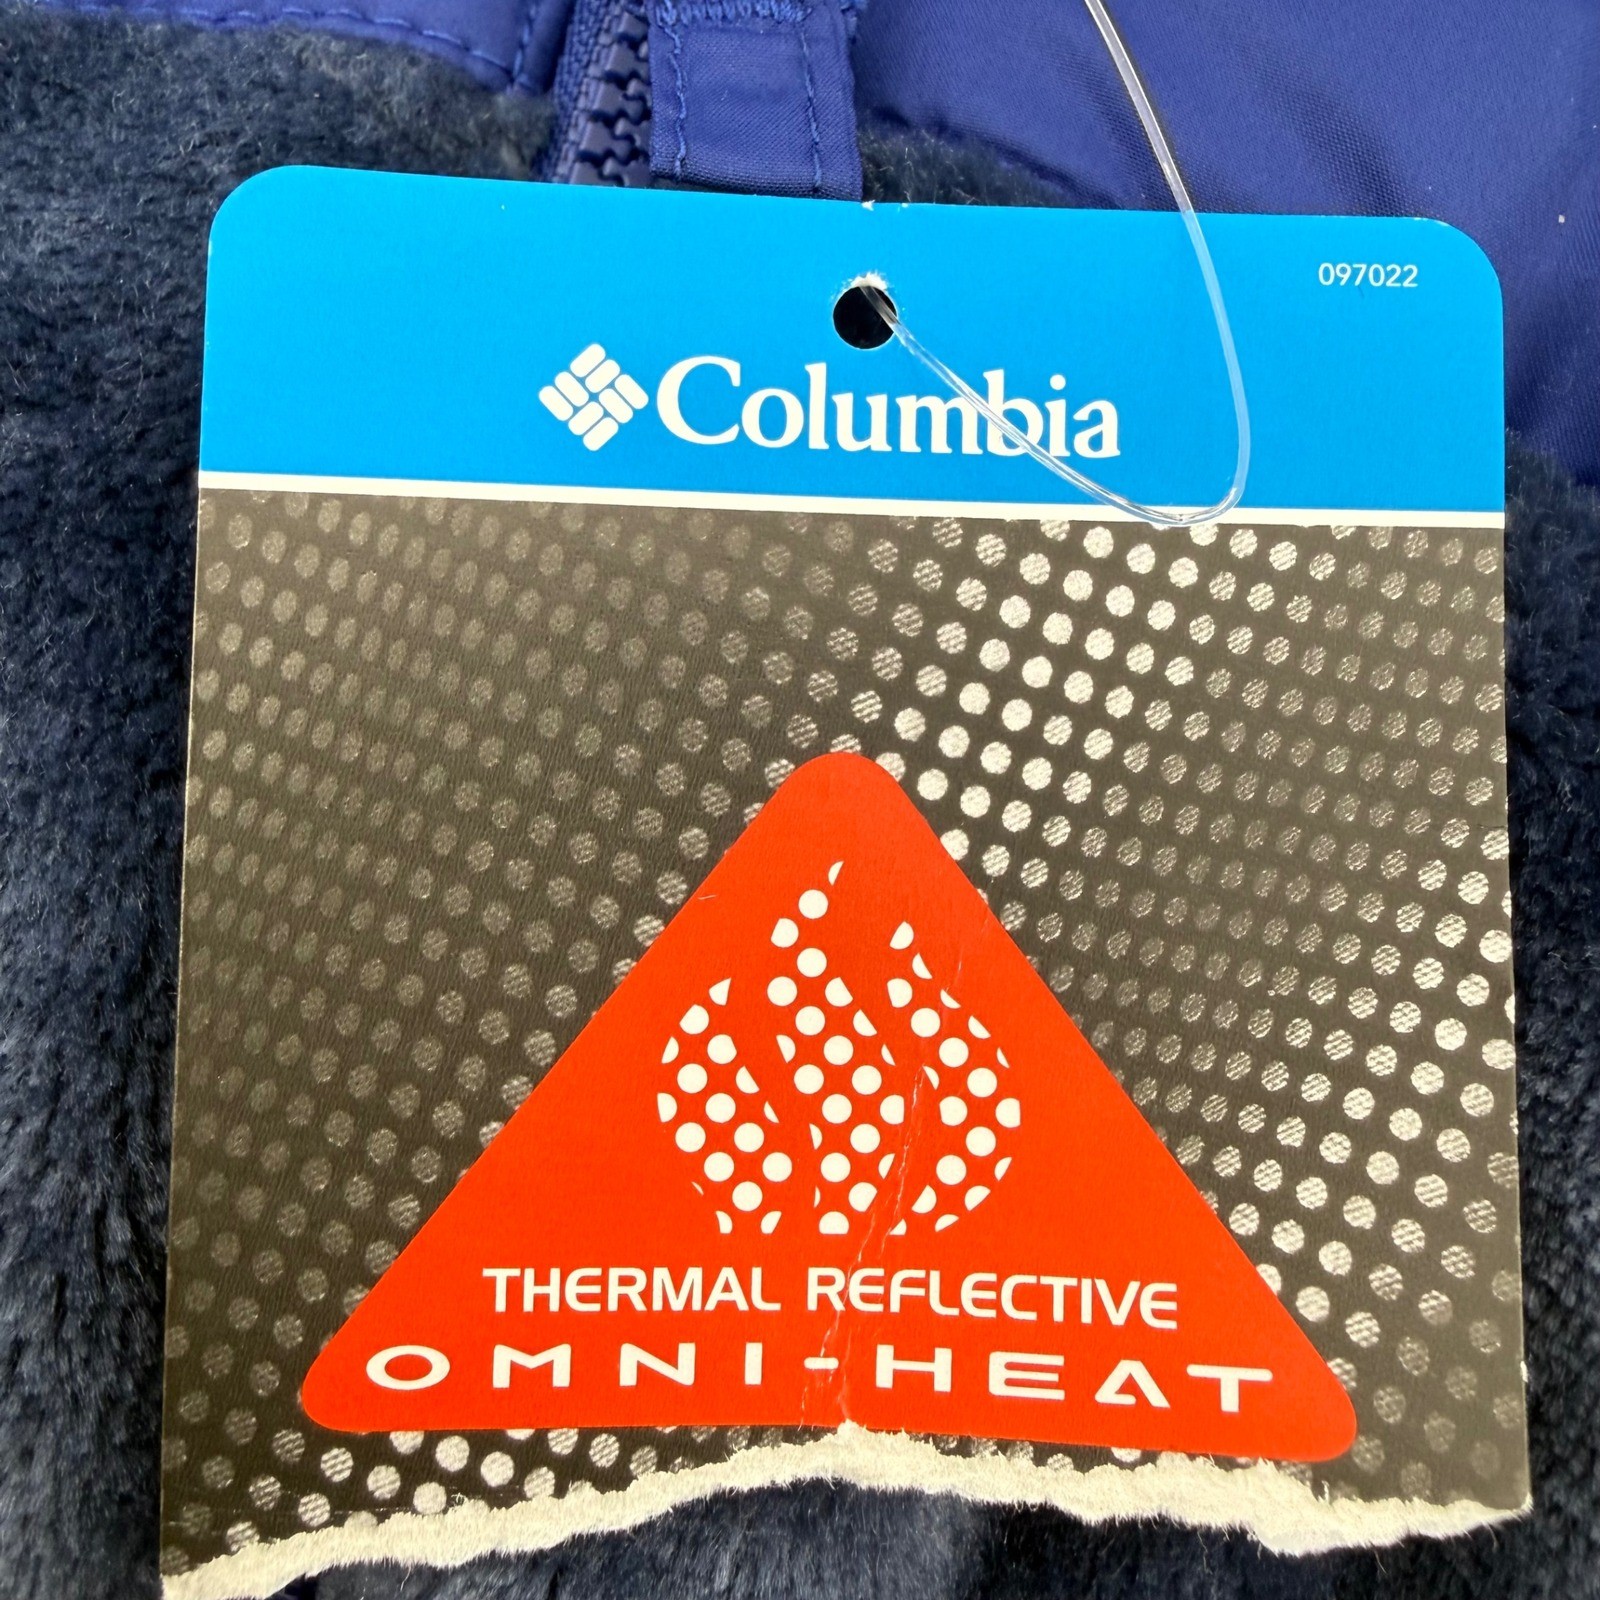 097022
Columbia
THERMAL REFLECTIVE
OMNI-HEAT